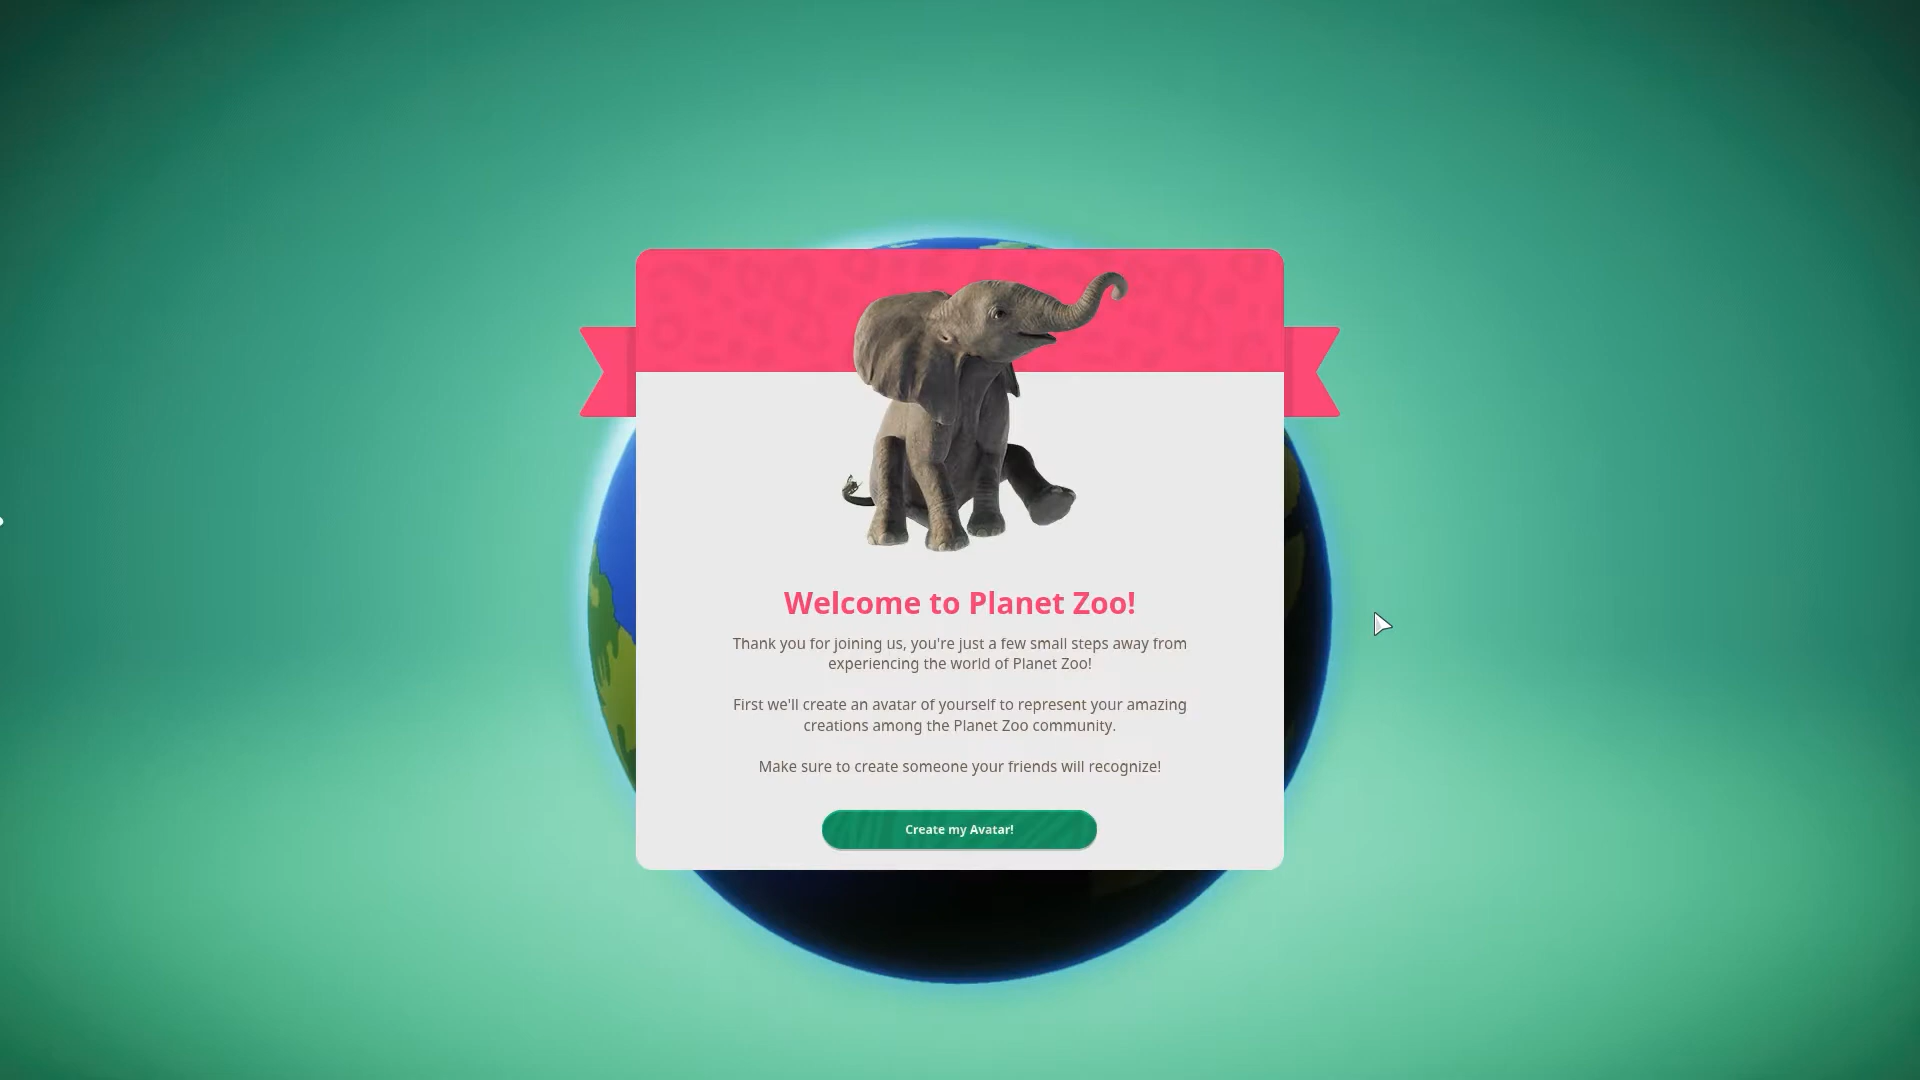 Welcome to Planet Zoo!
Thank you for joining us, you're just a few small steps away from
experiencing the world of Planet Zoo!
First we'll create an avatar of yourself to represent your amazing
creations among the Planet Zoo community.
Make sure to create someone your friends will recognize!
Create my Avatar!